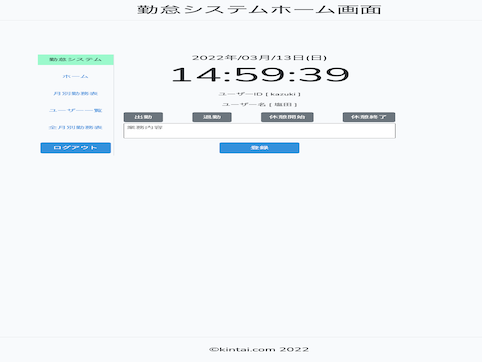 勤怠システムホーム画面
勤怠システム
ホーム
月別勤務表
ユーザー一覧
全月別勤務表
ログアウト
2022年/03月/13日(日)
14:59:39
ユーザーID [ kazuki ]
ユーザー名 [ 塩田 ]
出勤 退勤 休憩開始 休憩終了
業務内容
登録
©kintai.com 2022